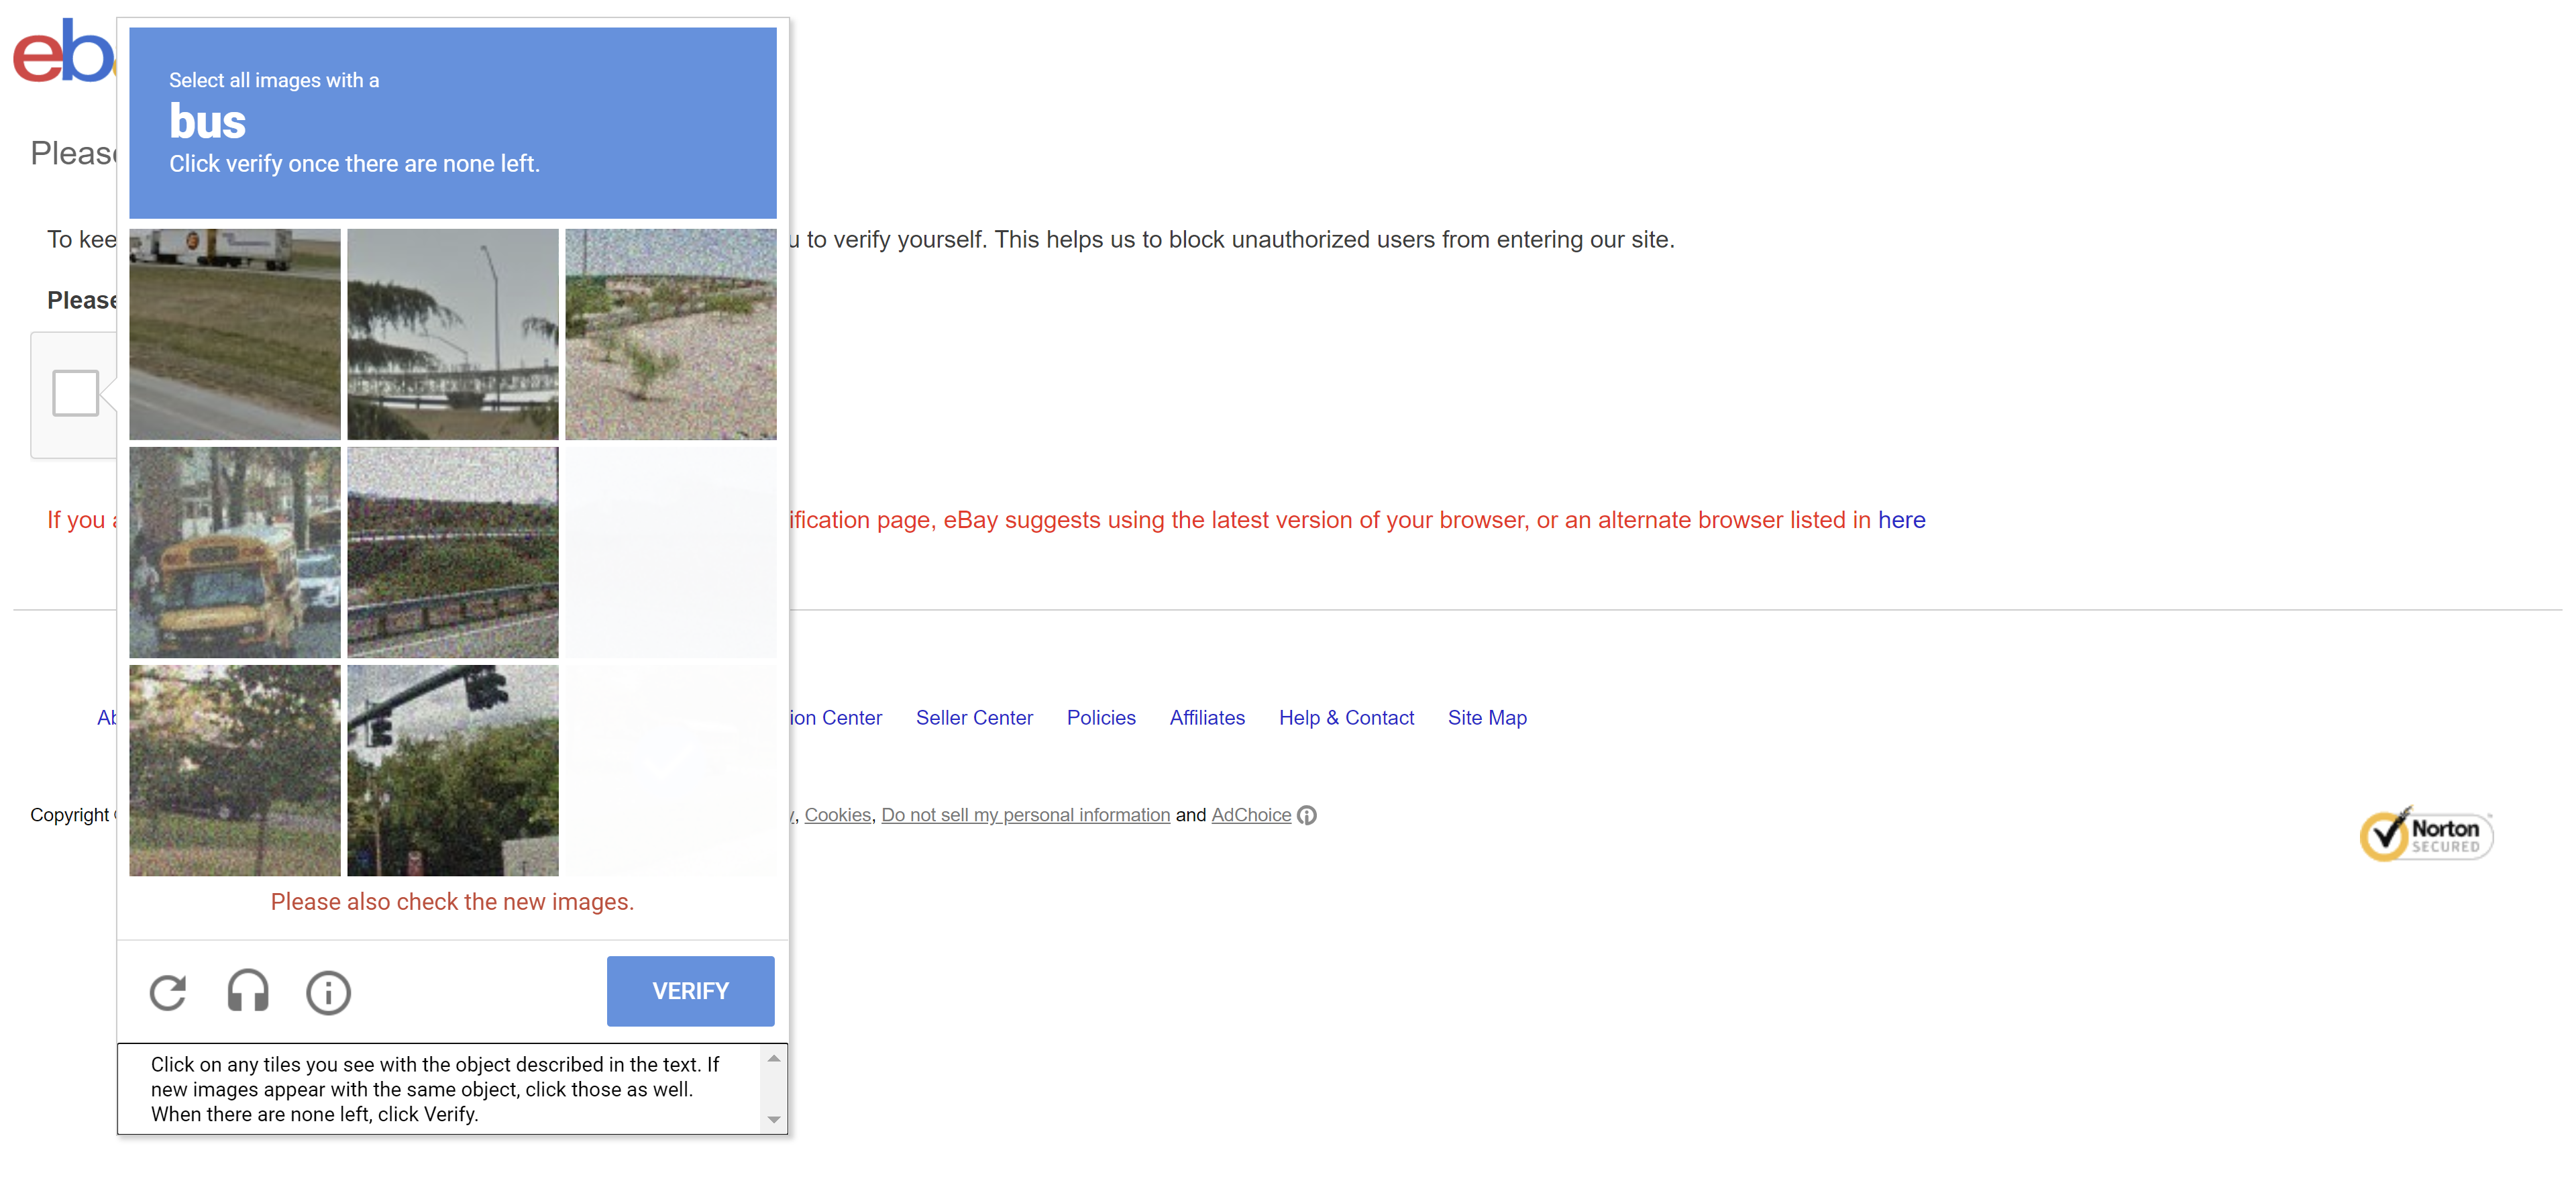 eb
Select all images with a
bus
Click verify once there are none left.
Please
To kee
u to verify yourself. This helps us to block unauthorized users from entering our site.
Please
If you a
ification page, eBay suggests using the latest version of your browser, or an alternate browser listed in here
Ab
ion Center Seller Center Policies Affiliates Help & Contact Site Map
Copyright
y, Cookies, Do not sell my personal information and AdChoice
Norton
SECURED
Please also check the new images.
VERIFY
Click on any tiles you see with the object described in the text. If
new images appear with the same object, click those as well.
When there are none left, click Verify.